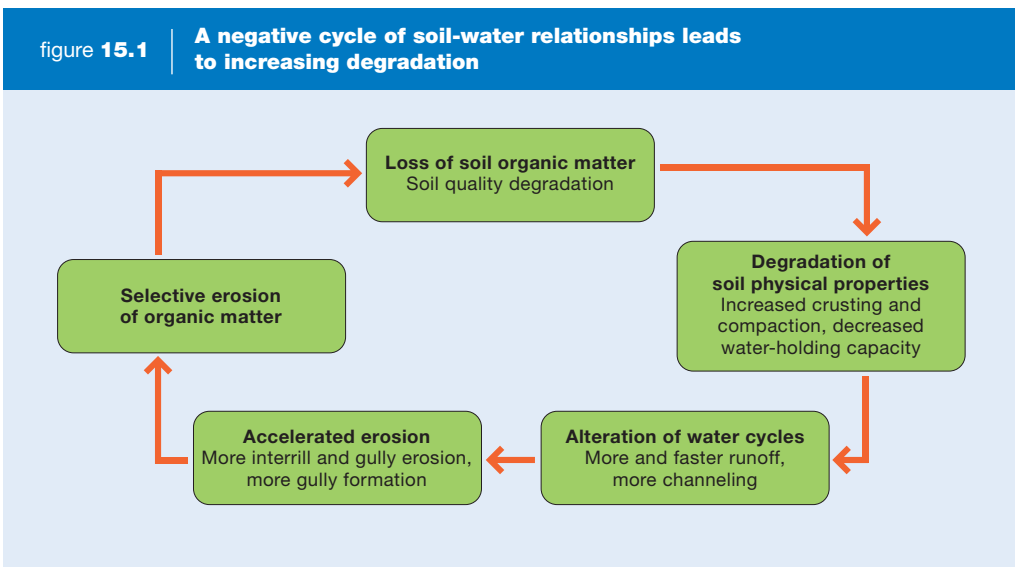 figure 15.1
A negative cycle of soil-water relationships leads
to increasing degradation
Loss of soil organic matter
Soil quality degradation
Degradation of
soil physical properties
Increased crusting and
compaction, decreased
water-holding capacity
Alteration of water cycles
More and faster runoff,
more channeling
Accelerated erosion
More interrill and gully erosion,
more gully formation
Selective erosion
of organic matter